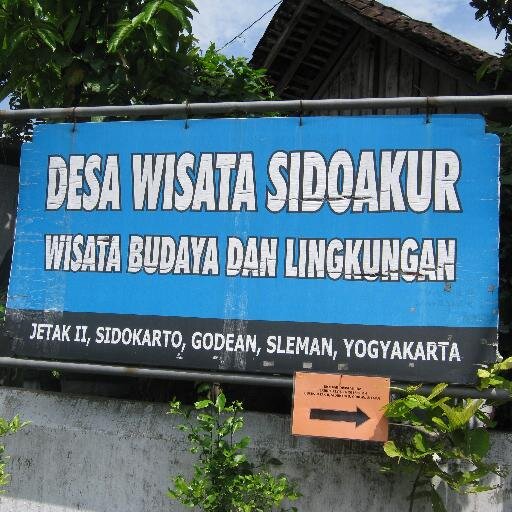 DESA WISATA SIDOAKUR
WISATA BUDAYA DAN LINGKUNGAN
JETAK II, SIDOKARTO, GODEAN, SLEMAN, YOGYAKARTA